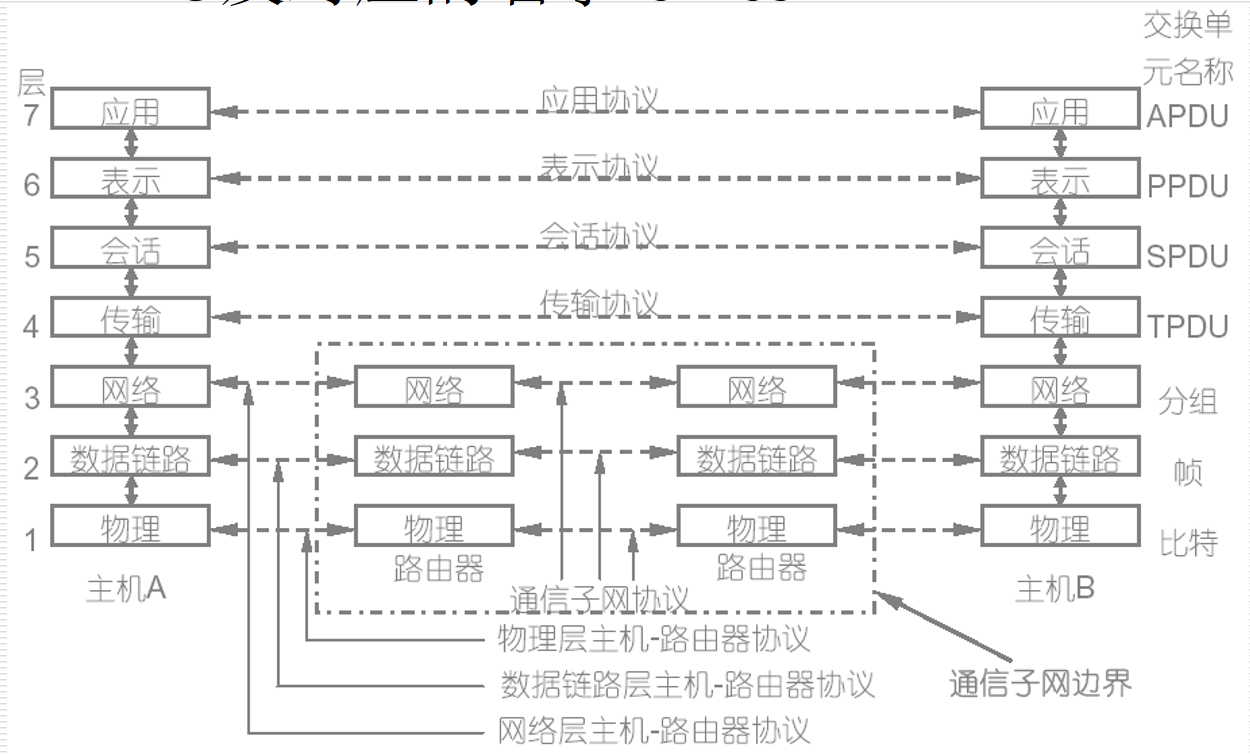 交换单
元名称
层
7 应用 应用协议 应用 APDU
6 表示 表示协议 表示 PPDU
5 会话 会话协议 会话 SPDU
4 传输 传输协议 传输 TPDU
3 网络 网络 网络 网络 分组
2 数据链路 数据链路 数据链路 数据链路 帧
1 物理 物理 物理 物理 比特
路由器 路由器
主机A 主机B
通信子网协议
物理层主机-路由器协议
数据链路层主机-路由器协议 通信子网边界
网络层主机-路由器协议